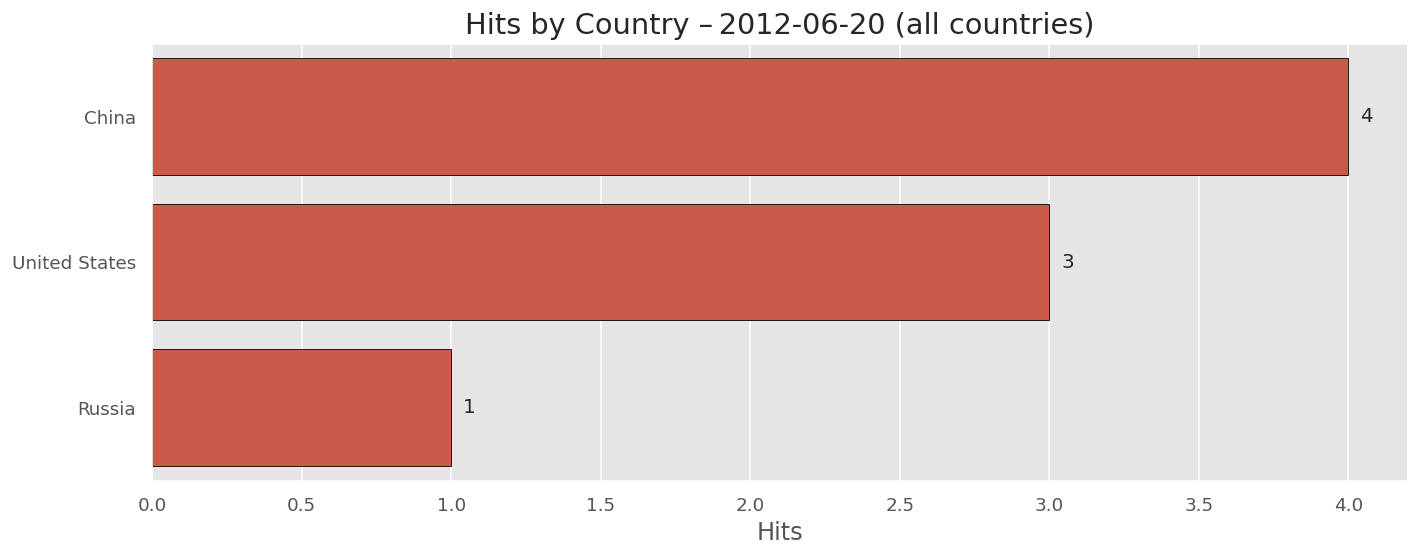 Hits by Country – 2012-06-20 (all countries)
China
4
United States
3
Russia
1
0.0 0.5 1.0 1.5 2.0 2.5 3.0 3.5 4.0
Hits